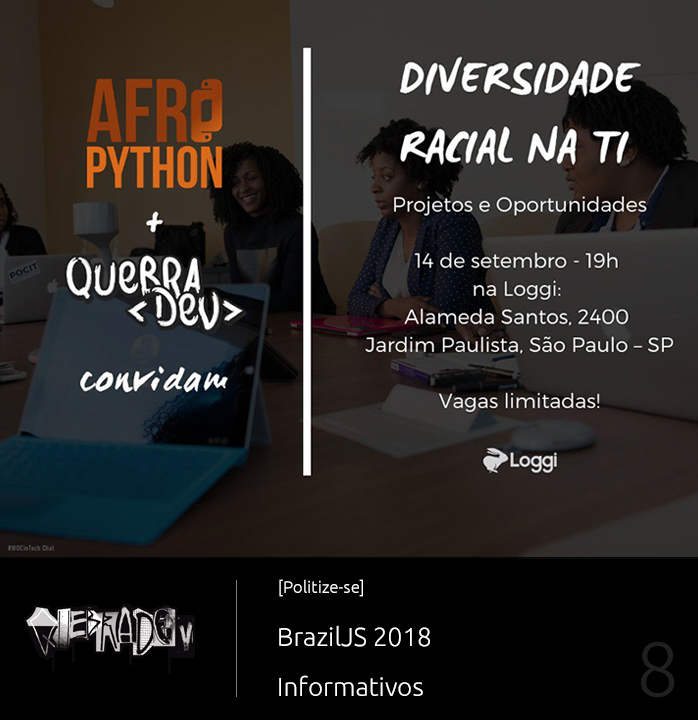 AFRO
PYTHON
+
QUEBRA
<DEV>
convidam
DIVERSIDADE
RACIAL NA TI
Projetos e Oportunidades
14 de setembro - 19h
na Loggi:
Alameda Santos, 2400
Jardim Paulista, São Paulo – SP
Vagas limitadas!
Loggi
POCIT
#WOCinTech Chat
QUEBRADEV
[Politize-se]
BrazilJS 2018
Informativos
8